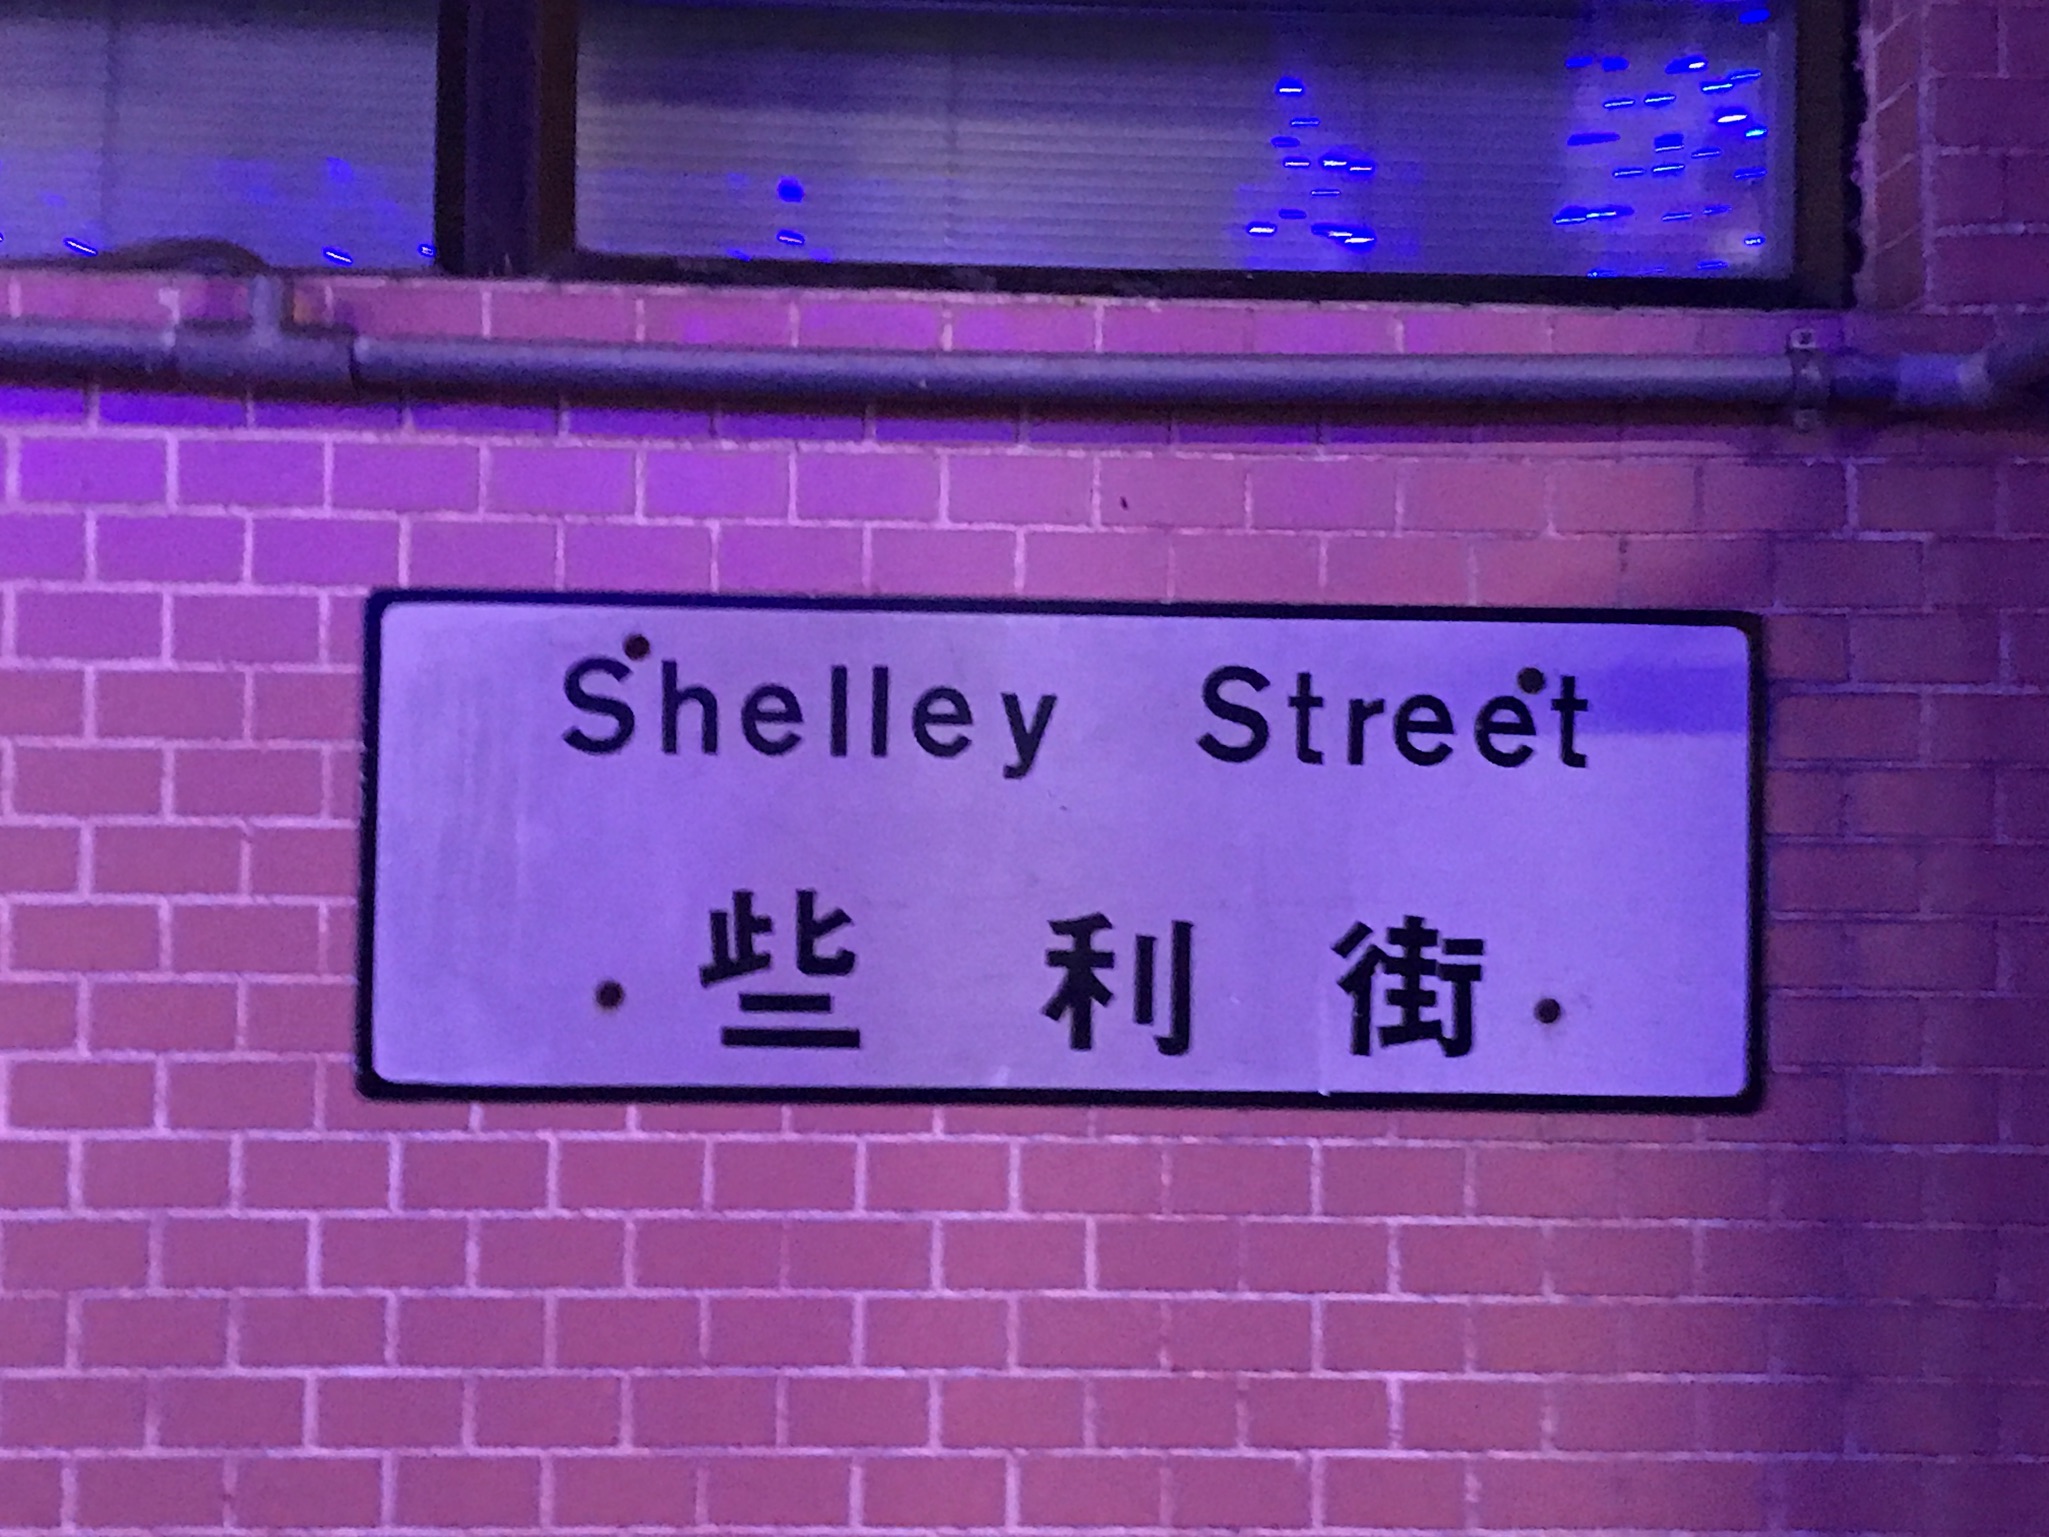 Shelley Street
些利街